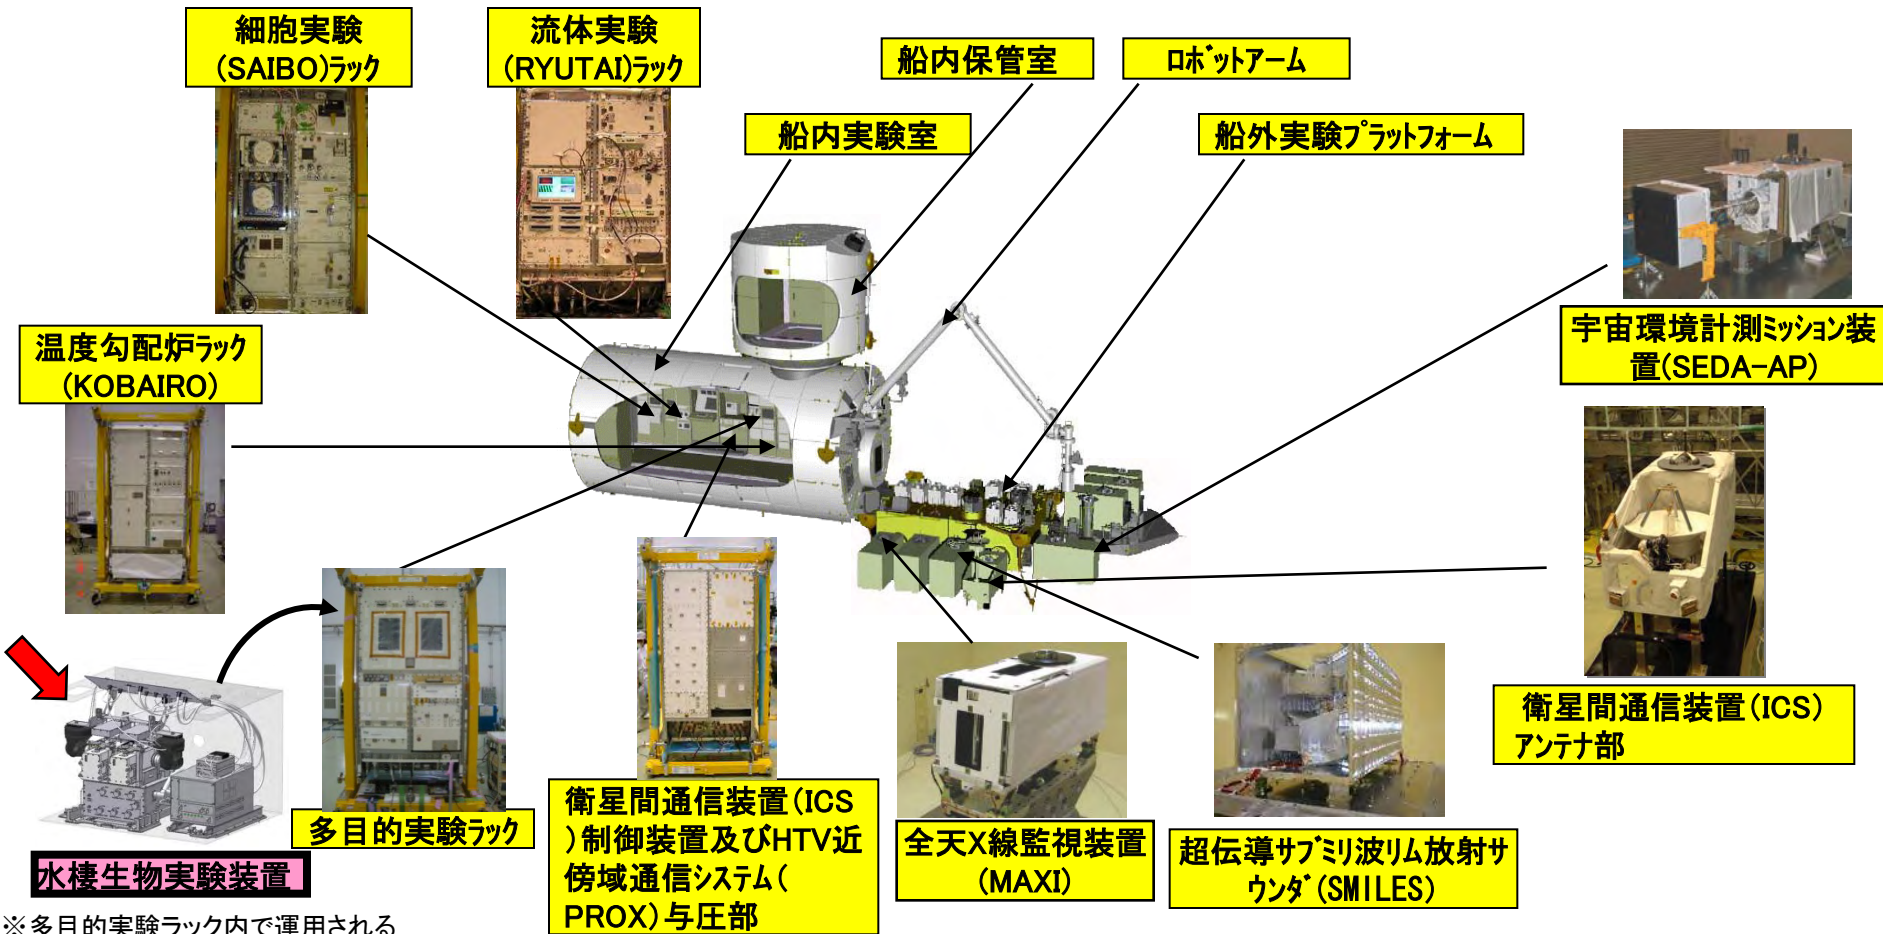 細胞実験
(SAIBO)ラック
流体実験
(RYUTAI)ラック
船内保管室
ロボットアーム
船内実験室
船外実験プラットフォーム
宇宙環境計測ミッション装
置(SEDA-AP)
温度勾配炉ラック
(KOBAIRO)
衛星間通信装置(ICS)
アンテナ部
多目的実験ラック
衛星間通信装置(ICS
)制御装置及びHTV近
傍域通信システム(
PROX)与圧部
全天X線監視装置
(MAXI)
超伝導サブミリ波リム放射サ
ウンダ(SMILES)
水棲生物実験装置
※多目的実験ラック内で運用される